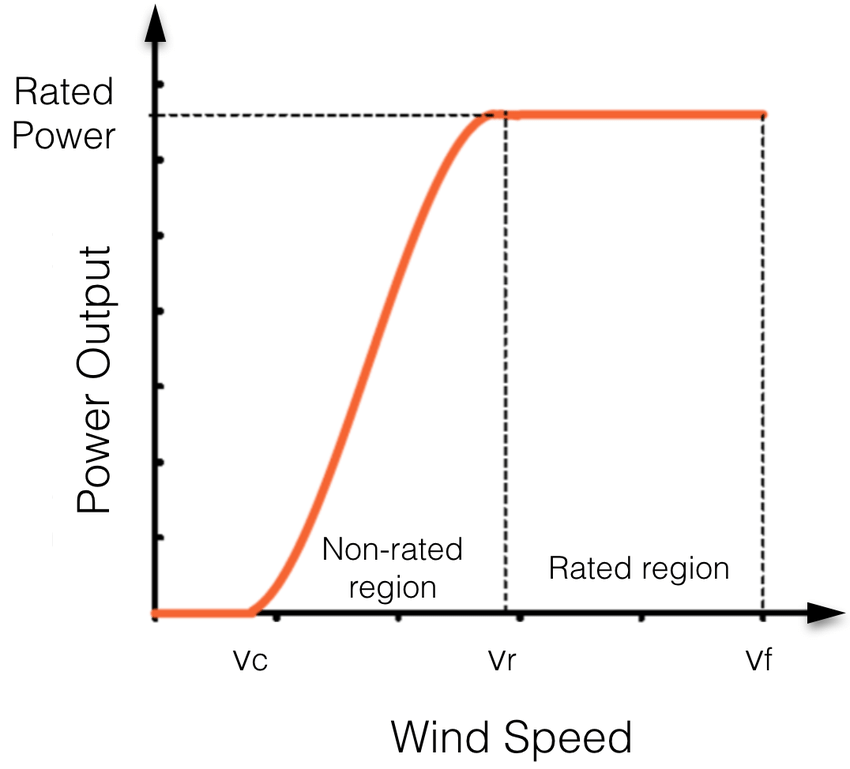 Rated
Power
Power Output
Non-rated
region
Rated region
Vc
Vr
Vf
Wind Speed